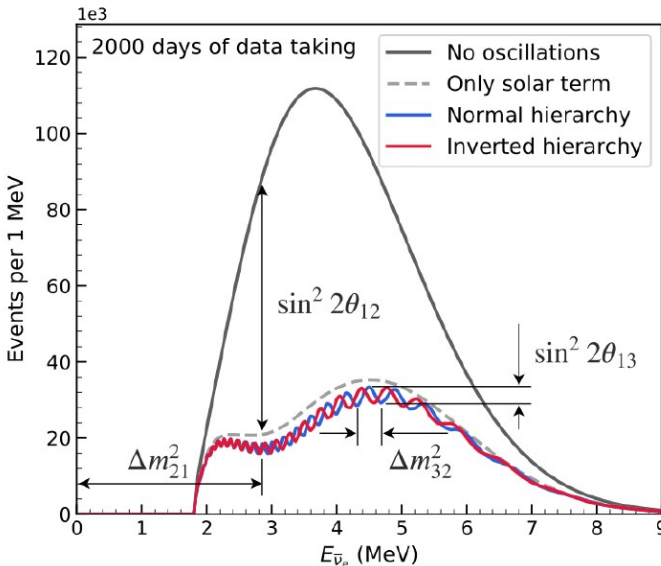 1e3
2000 days of data taking
No oscillations
Only solar term
Normal hierarchy
Inverted hierarchy
120
100
80
60
40
20
0
Events per 1 MeV
sin² 2θ₁₂
sin² 2θ₁₃
Δm²₂₁
Δm²₃₂
0 1 2 3 4 5 6 7 8 9
E_ν̄ₑ (MeV)